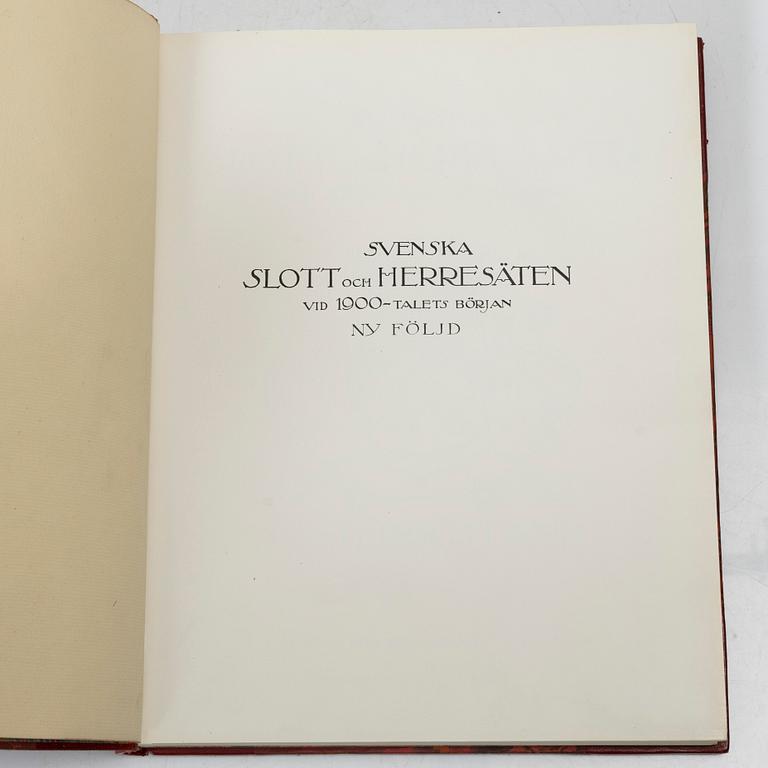 SVENSKA
SLOTT OCH HERRESÄTEN
VID 1900-TALETS BÖRJAN
NY FÖLJD